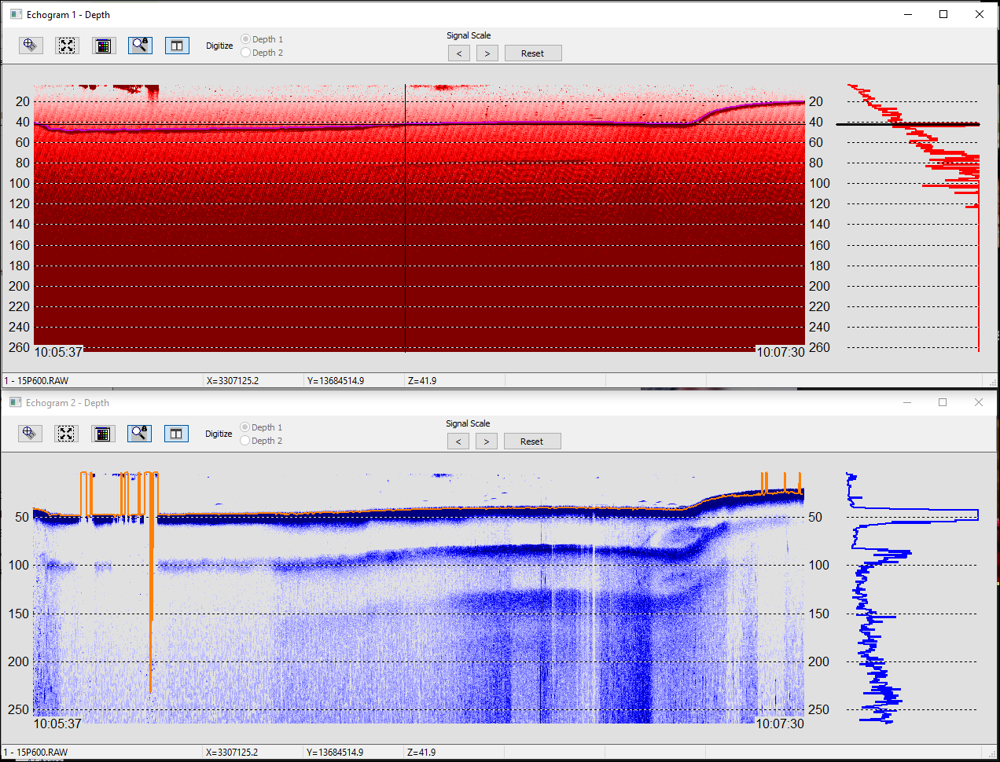 Echogram 1 - Depth
Digitize
Depth 1
Depth 2
Signal Scale
<
>
Reset
20 20
40 40
60 60
80 80
100 100
120 120
140 140
160 160
180 180
200 200
220 220
240 240
260 260
10:05:37 10:07:30
1 - 15P600.RAW X=3307125.2 Y=13684514.9 Z=41.9
Echogram 2 - Depth
Digitize
Depth 1
Depth 2
Signal Scale
<
>
Reset
50 50
100 100
150 150
200 200
250 250
10:05:37 10:07:30
1 - 15P600.RAW X=3307125.2 Y=13684514.9 Z=41.9